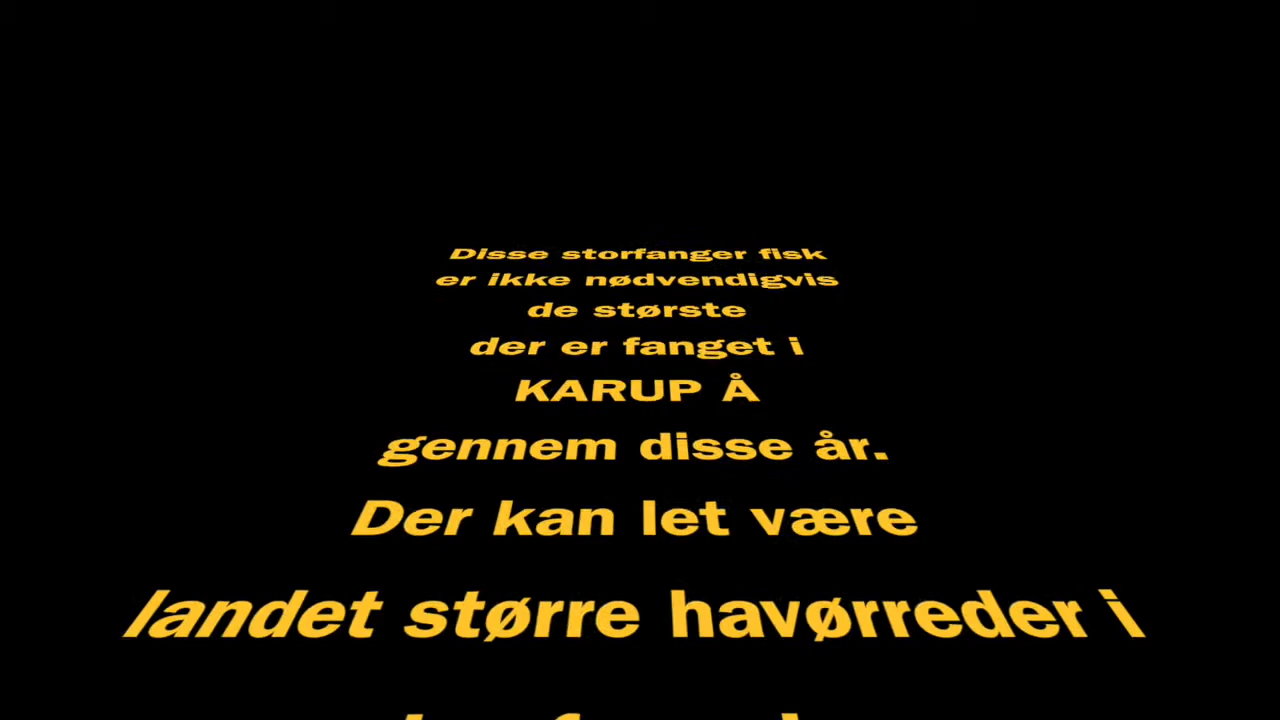 Disse storfanger fisk
er ikke nødvendigvis
de største
der er fanget i
KARUP Å
gennem disse år.
Der kan let være
landet større havørreder i